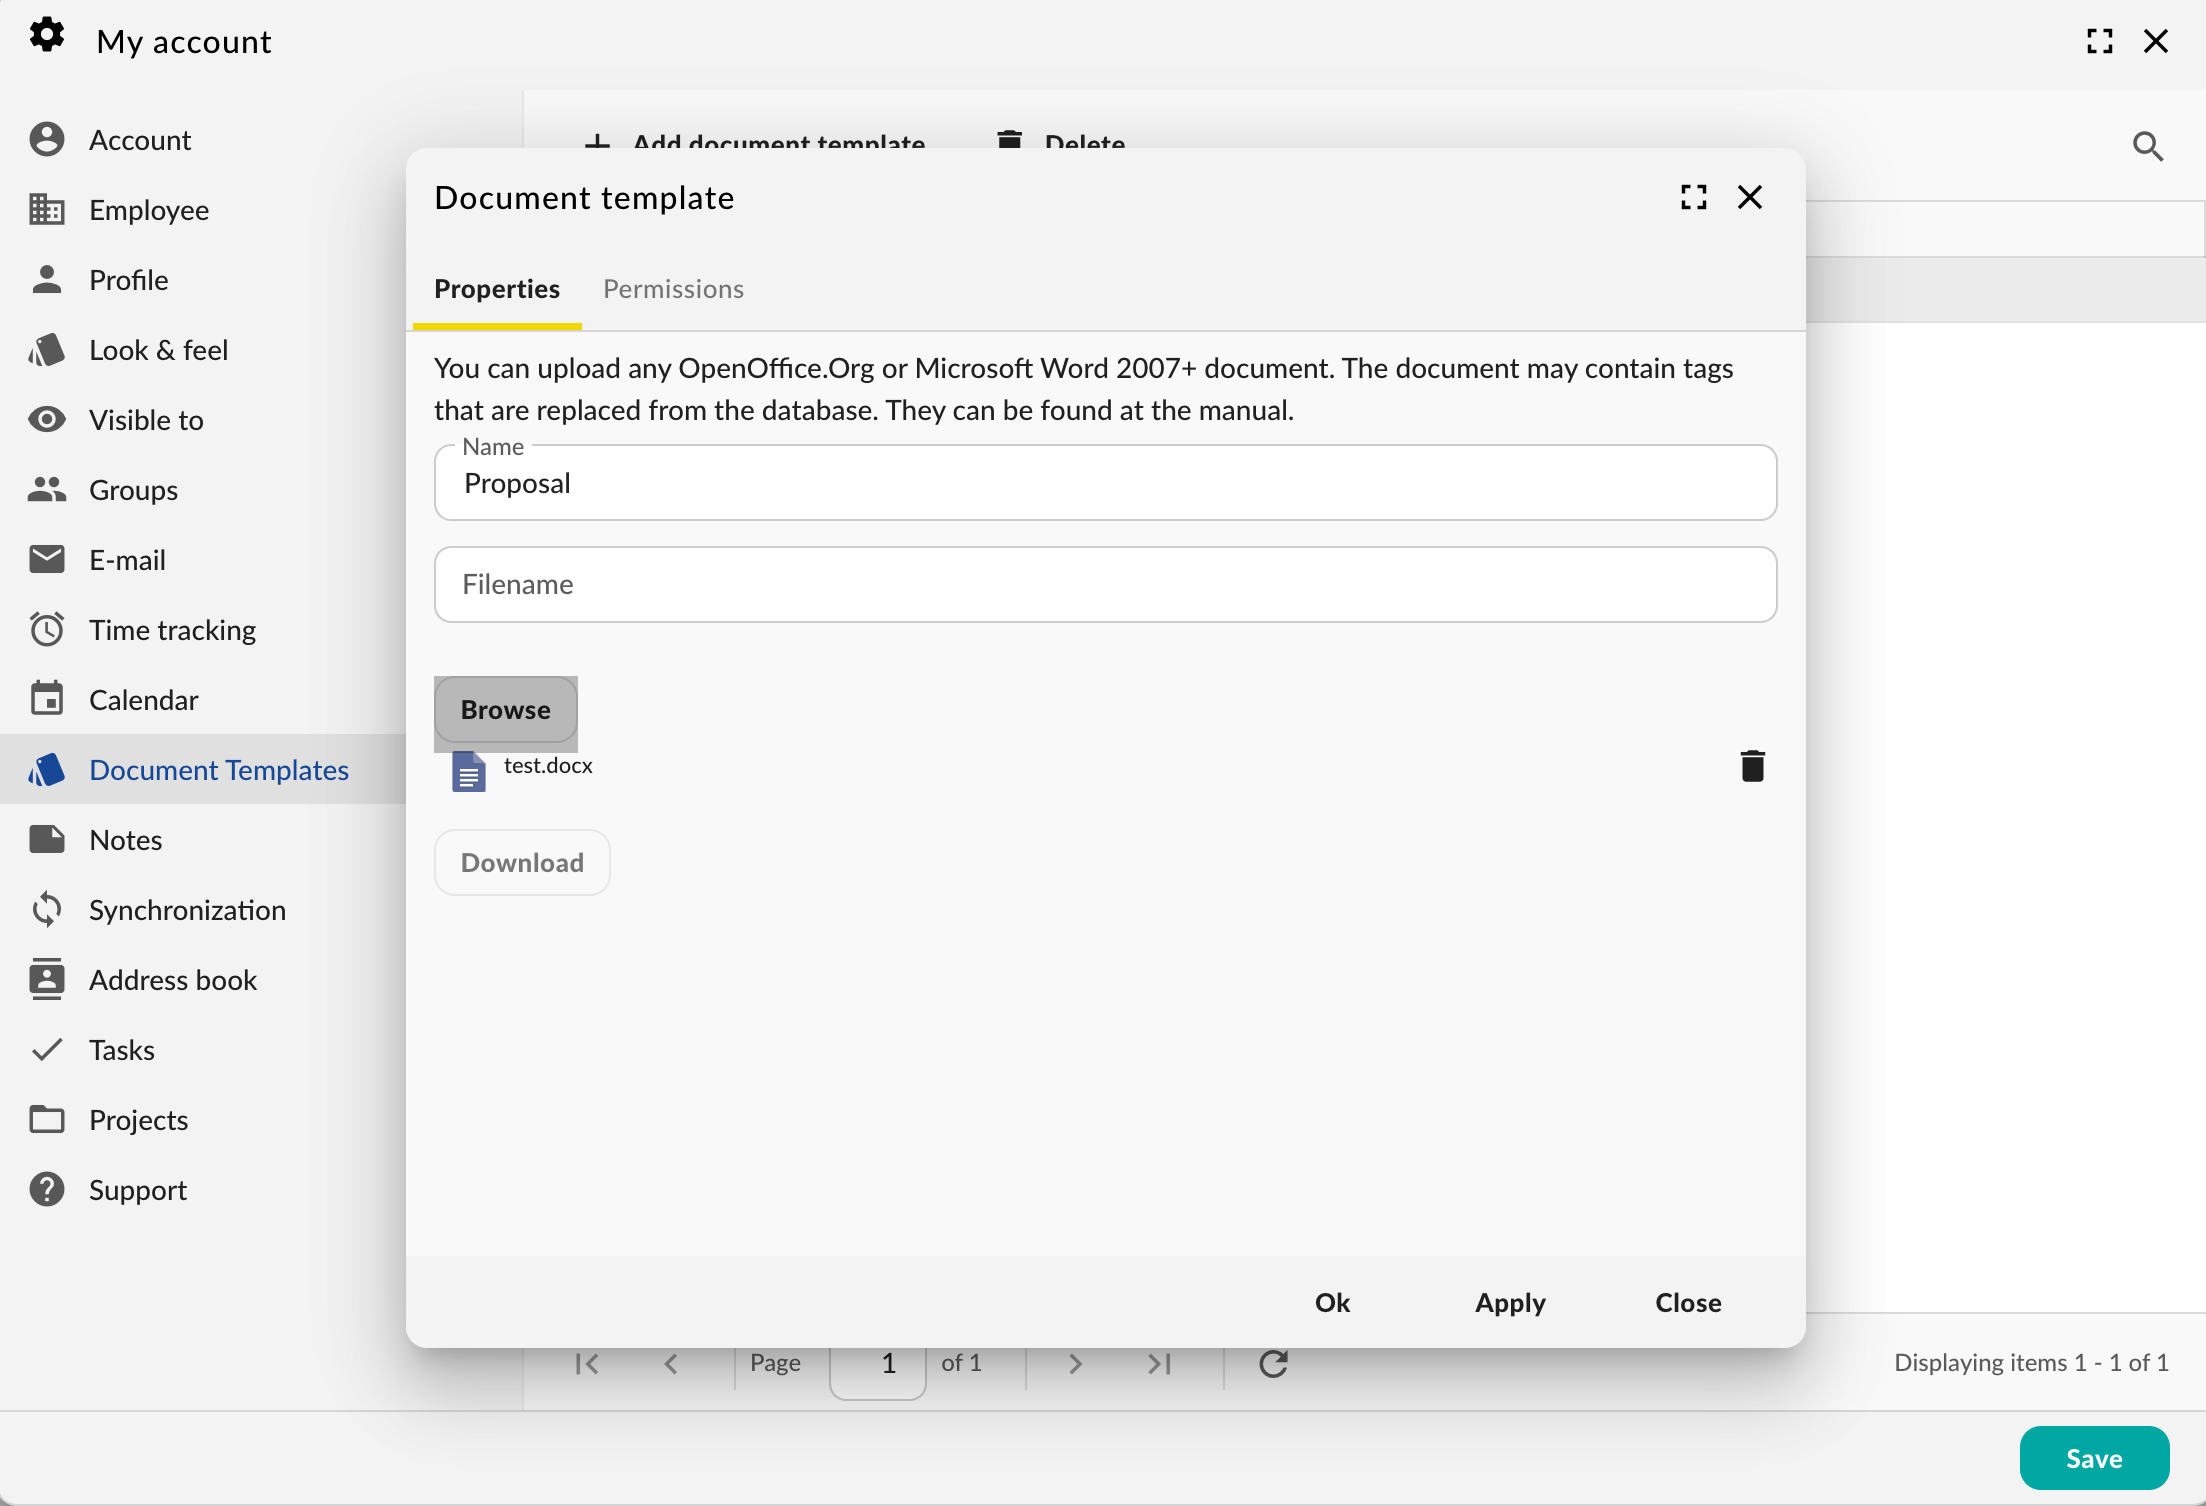 My account
Account
Employee
Profile
Look & feel
Visible to
Groups
E-mail
Time tracking
Calendar
Document Templates
Notes
Synchronization
Address book
Tasks
Projects
Support
Add document template
Delete
Document template
Properties
Permissions
You can upload any OpenOffice.Org or Microsoft Word 2007+ document. The document may contain tags
that are replaced from the database. They can be found at the manual.
Name
Proposal
Filename
Browse
test.docx
Download
Ok
Apply
Close
Page 1 of 1
Displaying items 1 - 1 of 1
Save